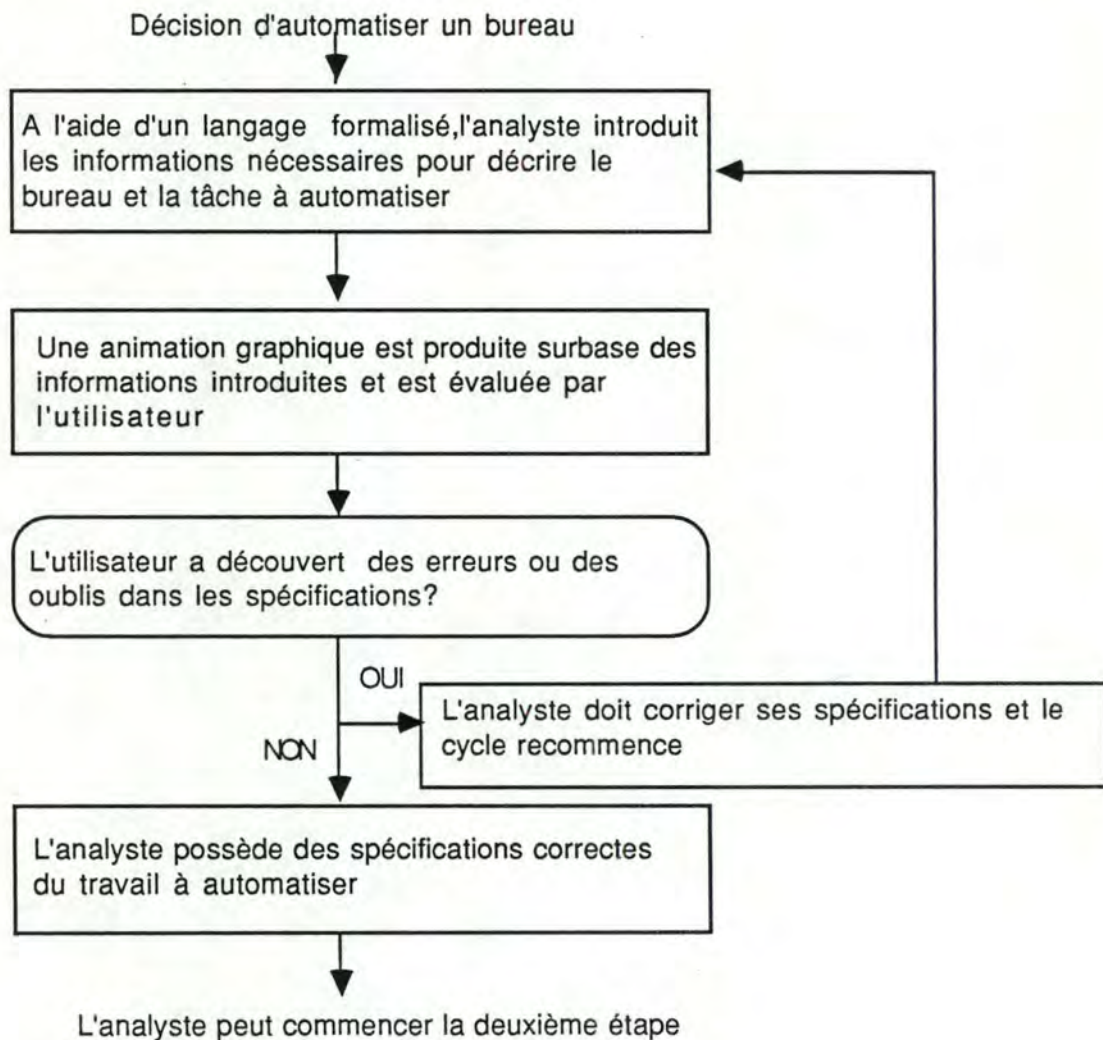 Décision d'automatiser un bureau
A l'aide d'un langage formalisé,l'analyste introduit
les informations nécessaires pour décrire le
bureau et la tâche à automatiser
Une animation graphique est produite surbase des
informations introduites et est évaluée par
l'utilisateur
L'utilisateur a découvert des erreurs ou des
oublis dans les spécifications?
OUI
L'analyste doit corriger ses spécifications et le
cycle recommence
NON
L'analyste possède des spécifications correctes
du travail à automatiser
L'analyste peut commencer la deuxième étape